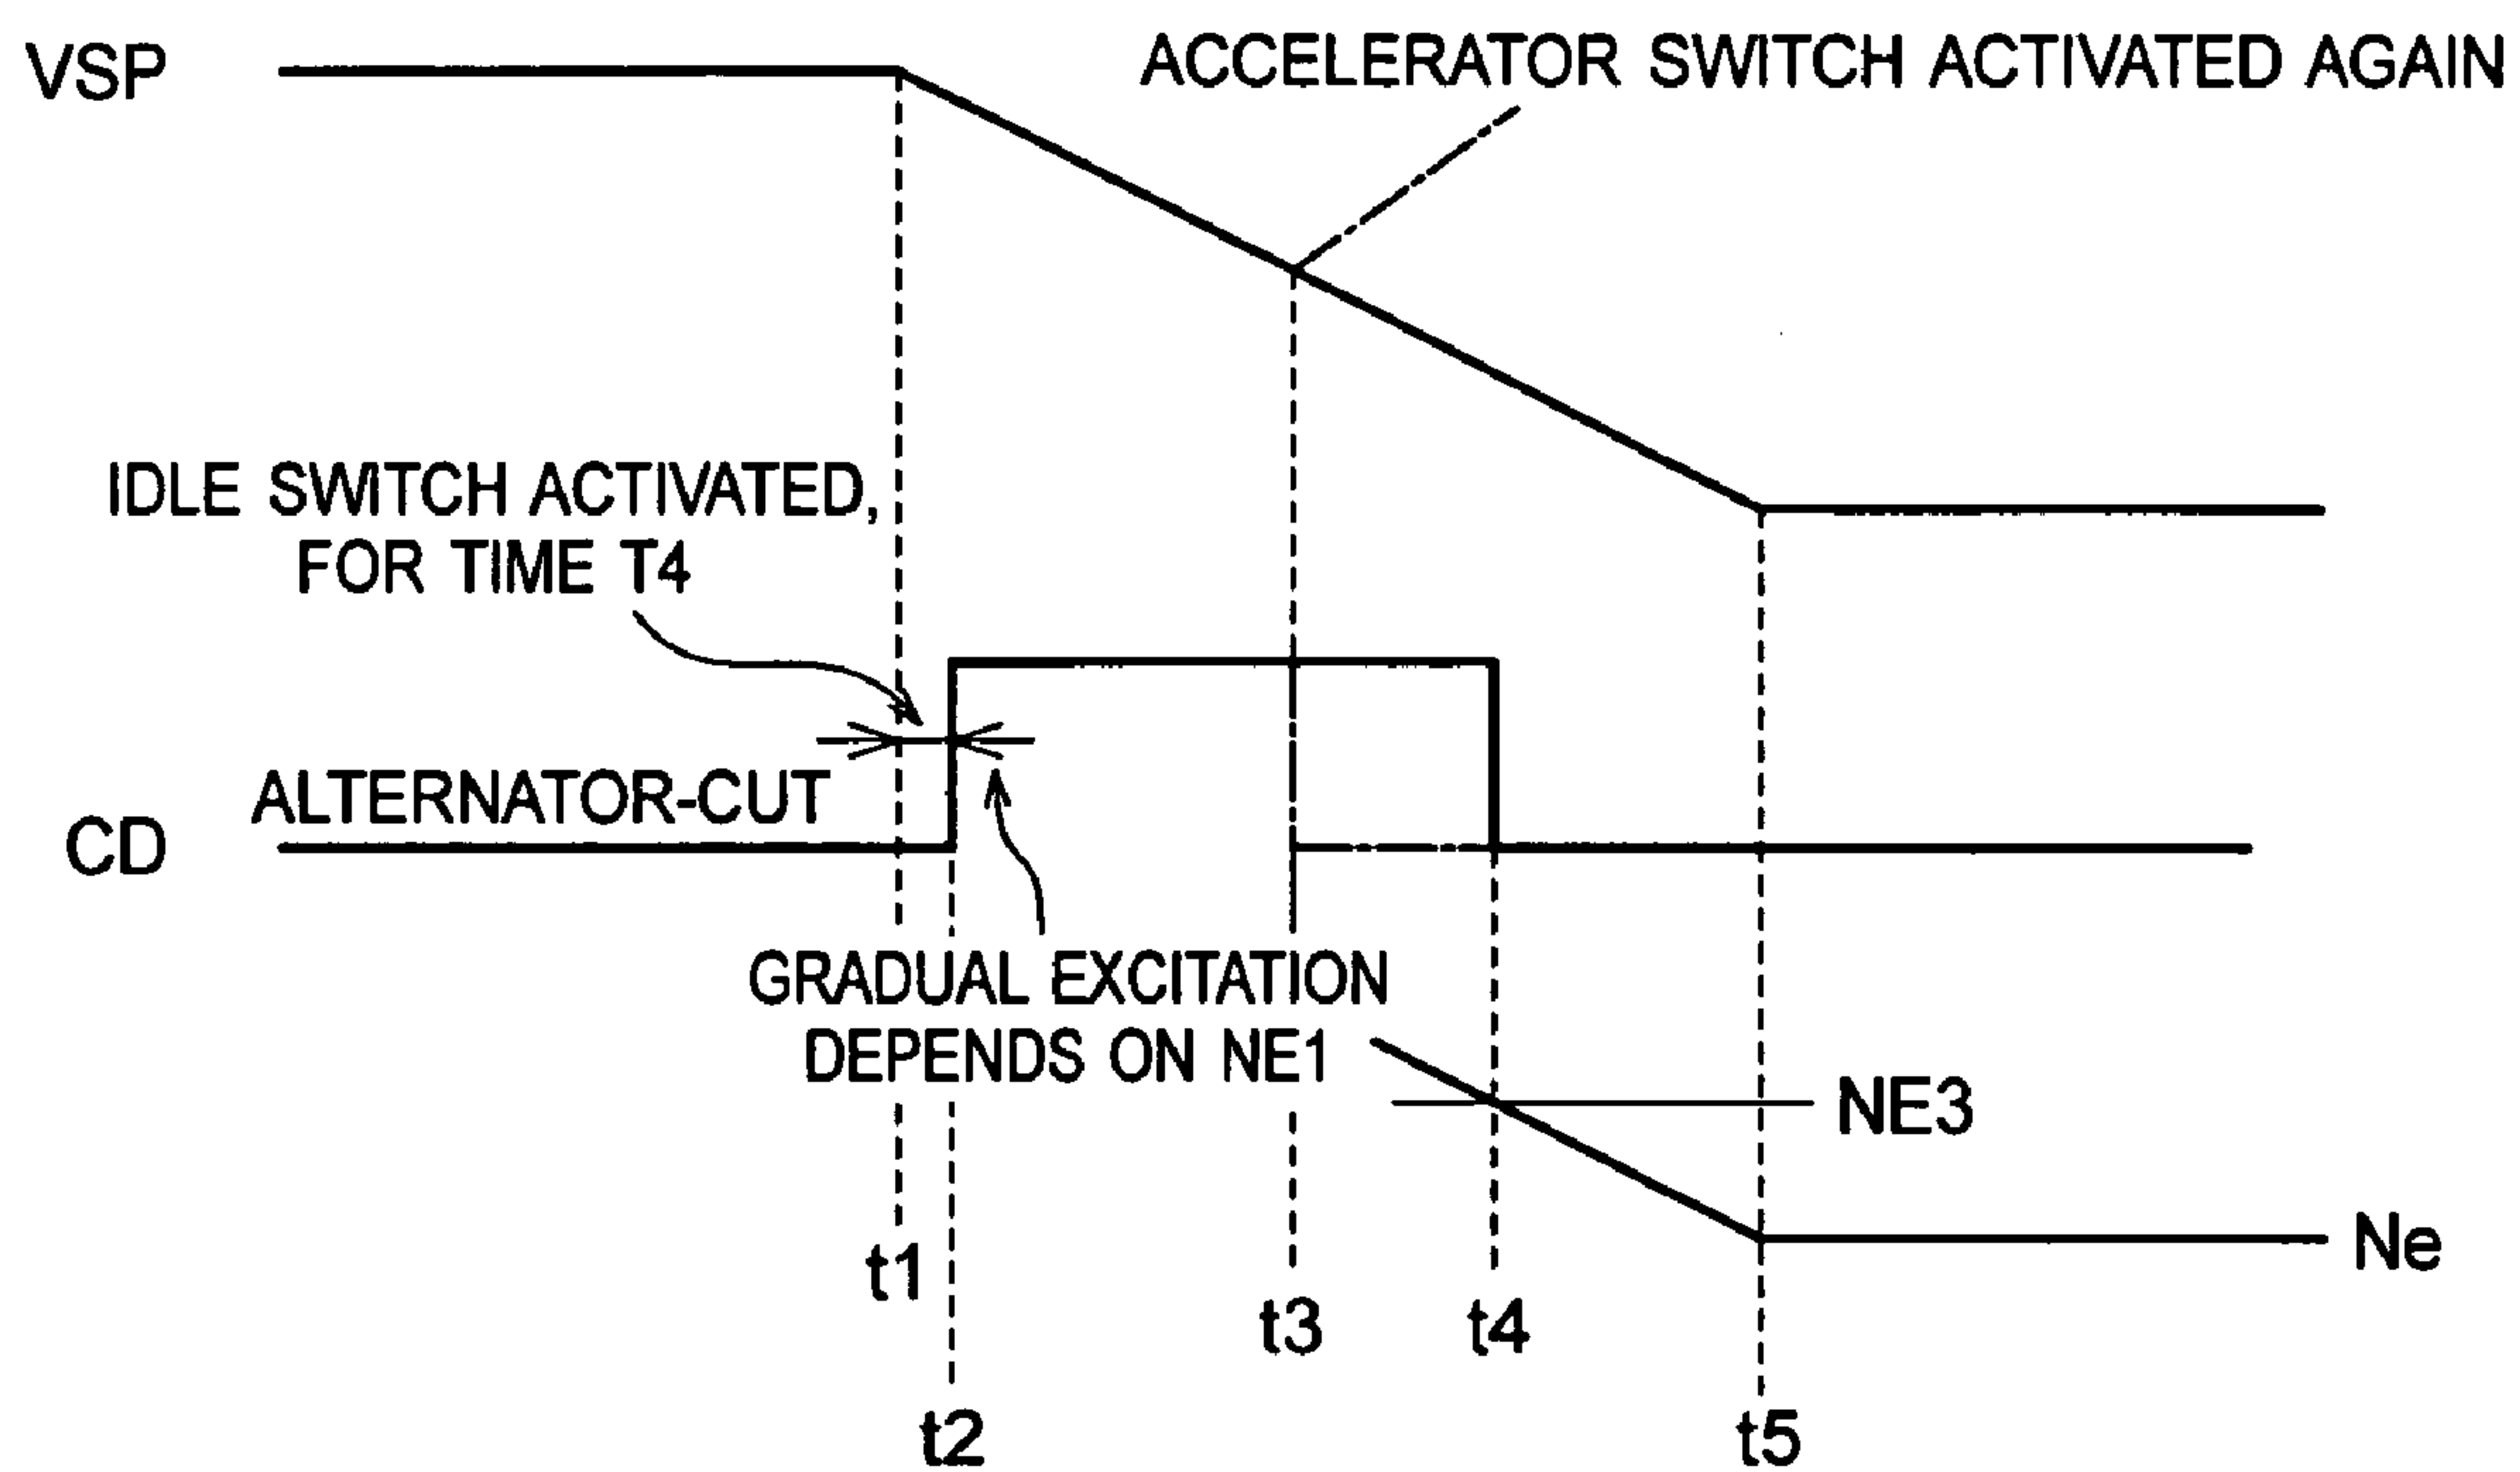 VSP
ACCELERATOR SWITCH ACTIVATED AGAIN
IDLE SWITCH ACTIVATED,
FOR TIME T4
ALTERNATOR-CUT
CD
GRADUAL EXCITATION
DEPENDS ON NE1
NE3
Ne
t1
t3
t4
t2
t5